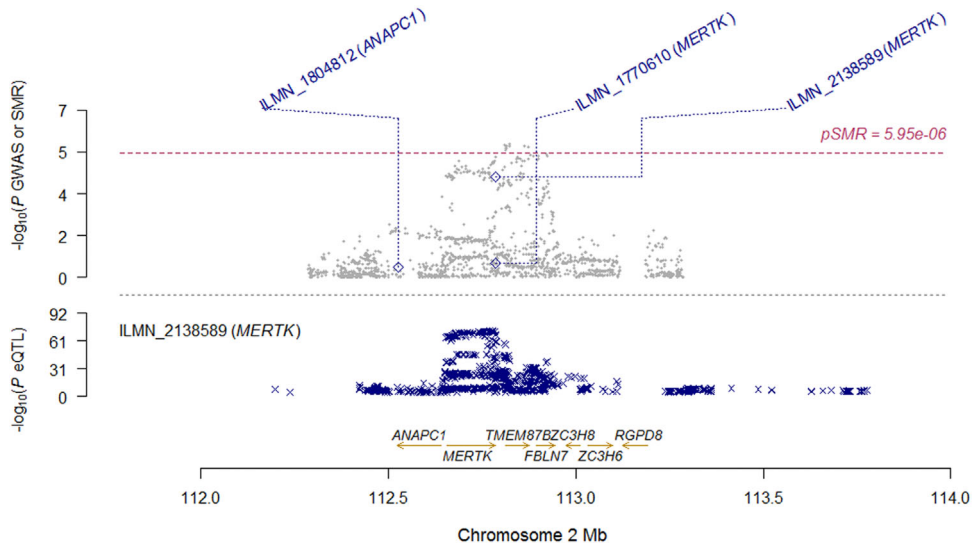 ILMN_1804812 (ANAPC1)
ILMN_1770610 (MERTK)
ILMN_2138589 (MERTK)
-log10(P GWAS or SMR)
7
5
4
2
0
pSMR = 5.95e-06
-log10(P eQTL)
92
61
31
0
ILMN_2138589 (MERTK)
ANAPC1 TMEM87B ZC3H8 RGPD8
MERTK FBLN7 ZC3H6
112.0 112.5 113.0 113.5 114.0
Chromosome 2 Mb